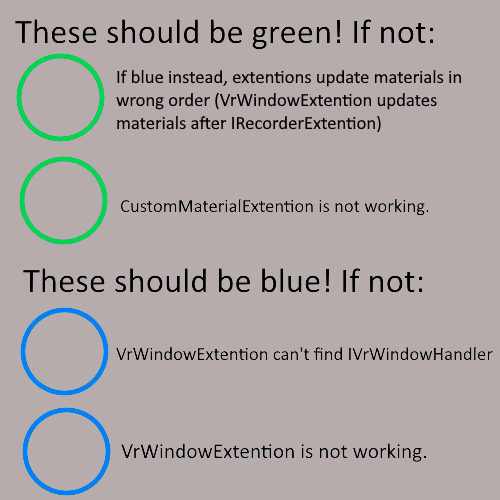 These should be green! If not:
If blue instead, extentions update materials in
wrong order (VrWindowExtention updates
materials after IRecorderExtention)
CustomMaterialExtention is not working.
These should be blue! If not:
VrWindowExtention can't find IVrWindowHandler
VrWindowExtention is not working.